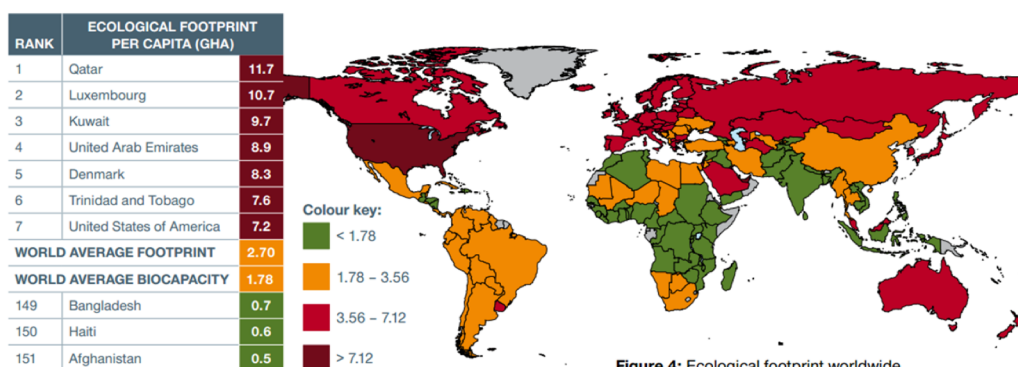 RANK ECOLOGICAL FOOTPRINT PER CAPITA (GHA)
1 Qatar 11.7
2 Luxembourg 10.7
3 Kuwait 9.7
4 United Arab Emirates 8.9
5 Denmark 8.3
6 Trinidad and Tobago 7.6
7 United States of America 7.2
WORLD AVERAGE FOOTPRINT 2.70
WORLD AVERAGE BIOCAPACITY 1.78
149 Bangladesh 0.7
150 Haiti 0.6
151 Afghanistan 0.5
Colour key:
< 1.78
1.78 – 3.56
3.56 – 7.12
> 7.12
Figure 4: Ecological footprint worldwide